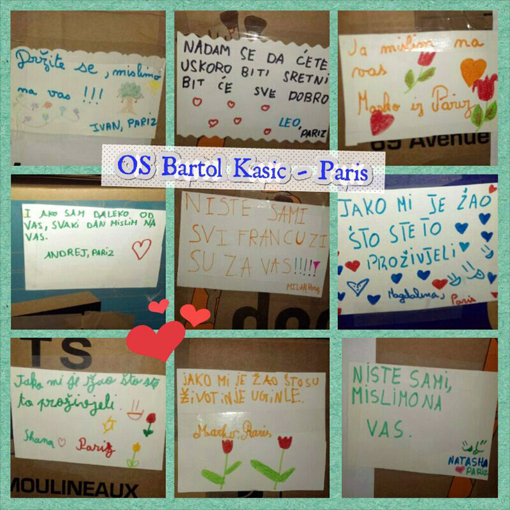 Držite se, mislimo
na vas !!!
IVAN, PARIZ
NADAM SE DA ĆETE
USKORO BITI SRETNI
BIT ĆE SVE DOBRO
LEO,
PARIZ
Ja mislim na
vas
Marko iz Pariz
Avenue
OS Bartol Kasic - Paris
I AKO SAM DALEKO OD
VAS, SVAKI DAN MISLIM NA
VAS.
ANDREJ, PARIZ
NISTE SAMI
SVI FRANCUZI
SU ZA VAS!!!!!
JAKO MI JE ŽAO
ŠTO STE TO
PROŽIVJELI
Magdalena, Paris
TS
Jako mi je žao što ste
to proživjeli.
Pariz
MOULINEAUX
JAKO MI JE ŽAO ŠTO SU
ŽIVOTINJE UGINLE.
Marko Paris,
NISTE SAMI,
MISLIMO NA
VAS.
NATASHA
PARIZ